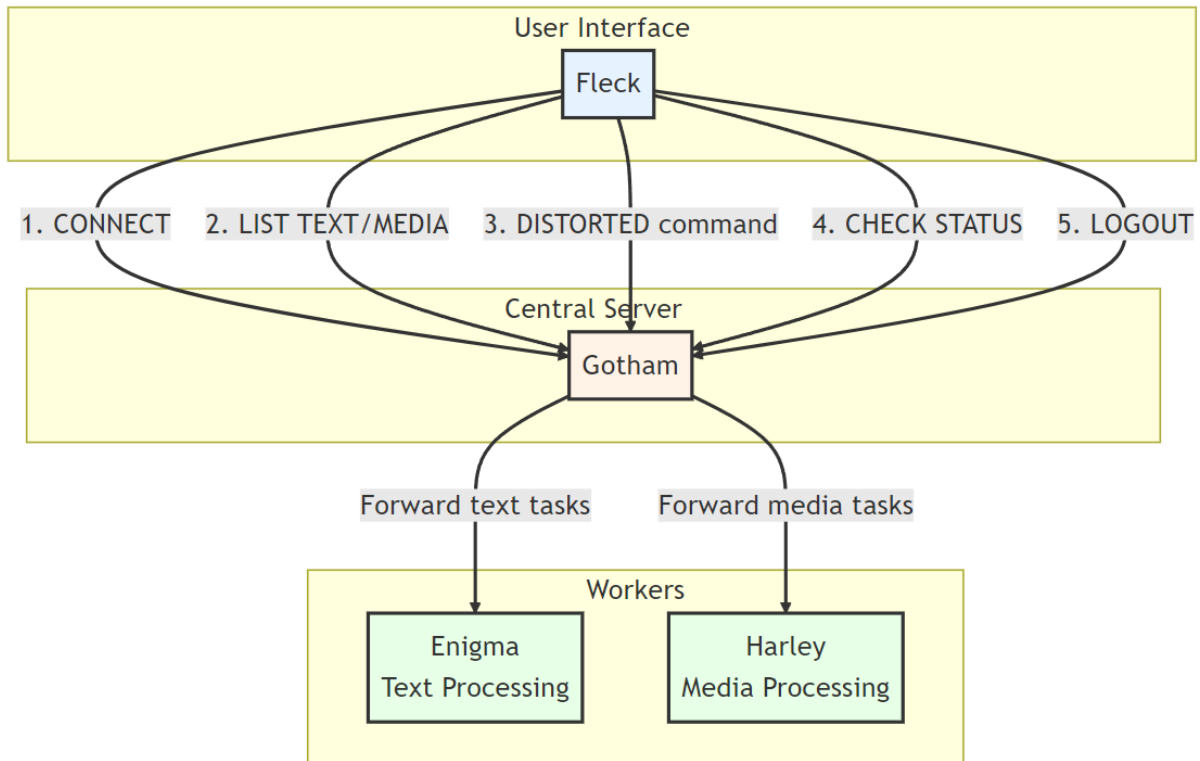 User Interface
Fleck
1. CONNECT
2. LIST TEXT/MEDIA
3. DISTORTED command
4. CHECK STATUS
5. LOGOUT
Central Server
Gotham
Forward text tasks
Forward media tasks
Workers
Enigma
Text Processing
Harley
Media Processing